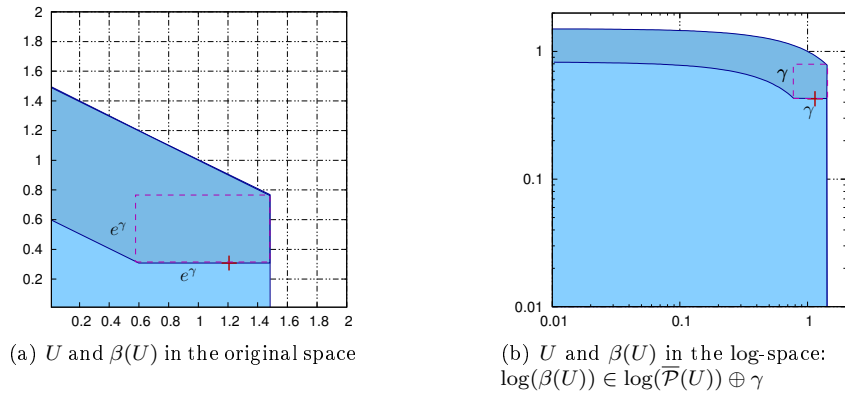 2
1.8
1.6
1.4
1.2
1
0.8
0.6
0.4
0.2
e^γ
e^γ
0.2 0.4 0.6 0.8 1 1.2 1.4 1.6 1.8 2
(a) U and β(U) in the original space
1
0.1
0.01
γ
γ
0.01 0.1 1
(b) U and β(U) in the log-space:
log(β(U)) ∈ log(P̅(U)) ⊕ γ